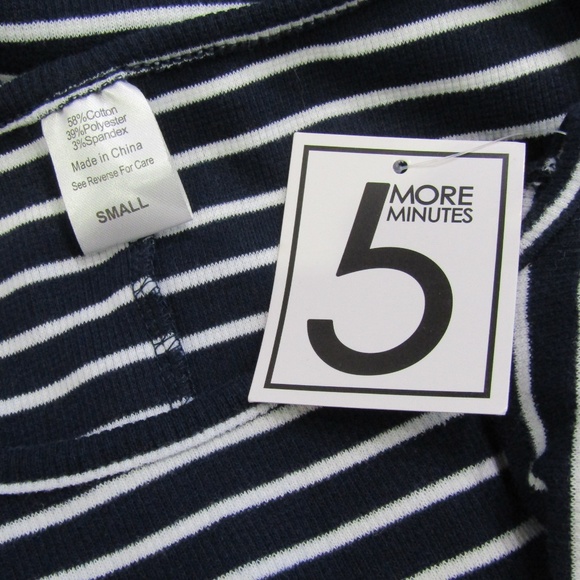 58%Cotton
39%Polyester
3%Spandex
Made in China
See Reverse For Care
SMALL
5 MORE
MINUTES